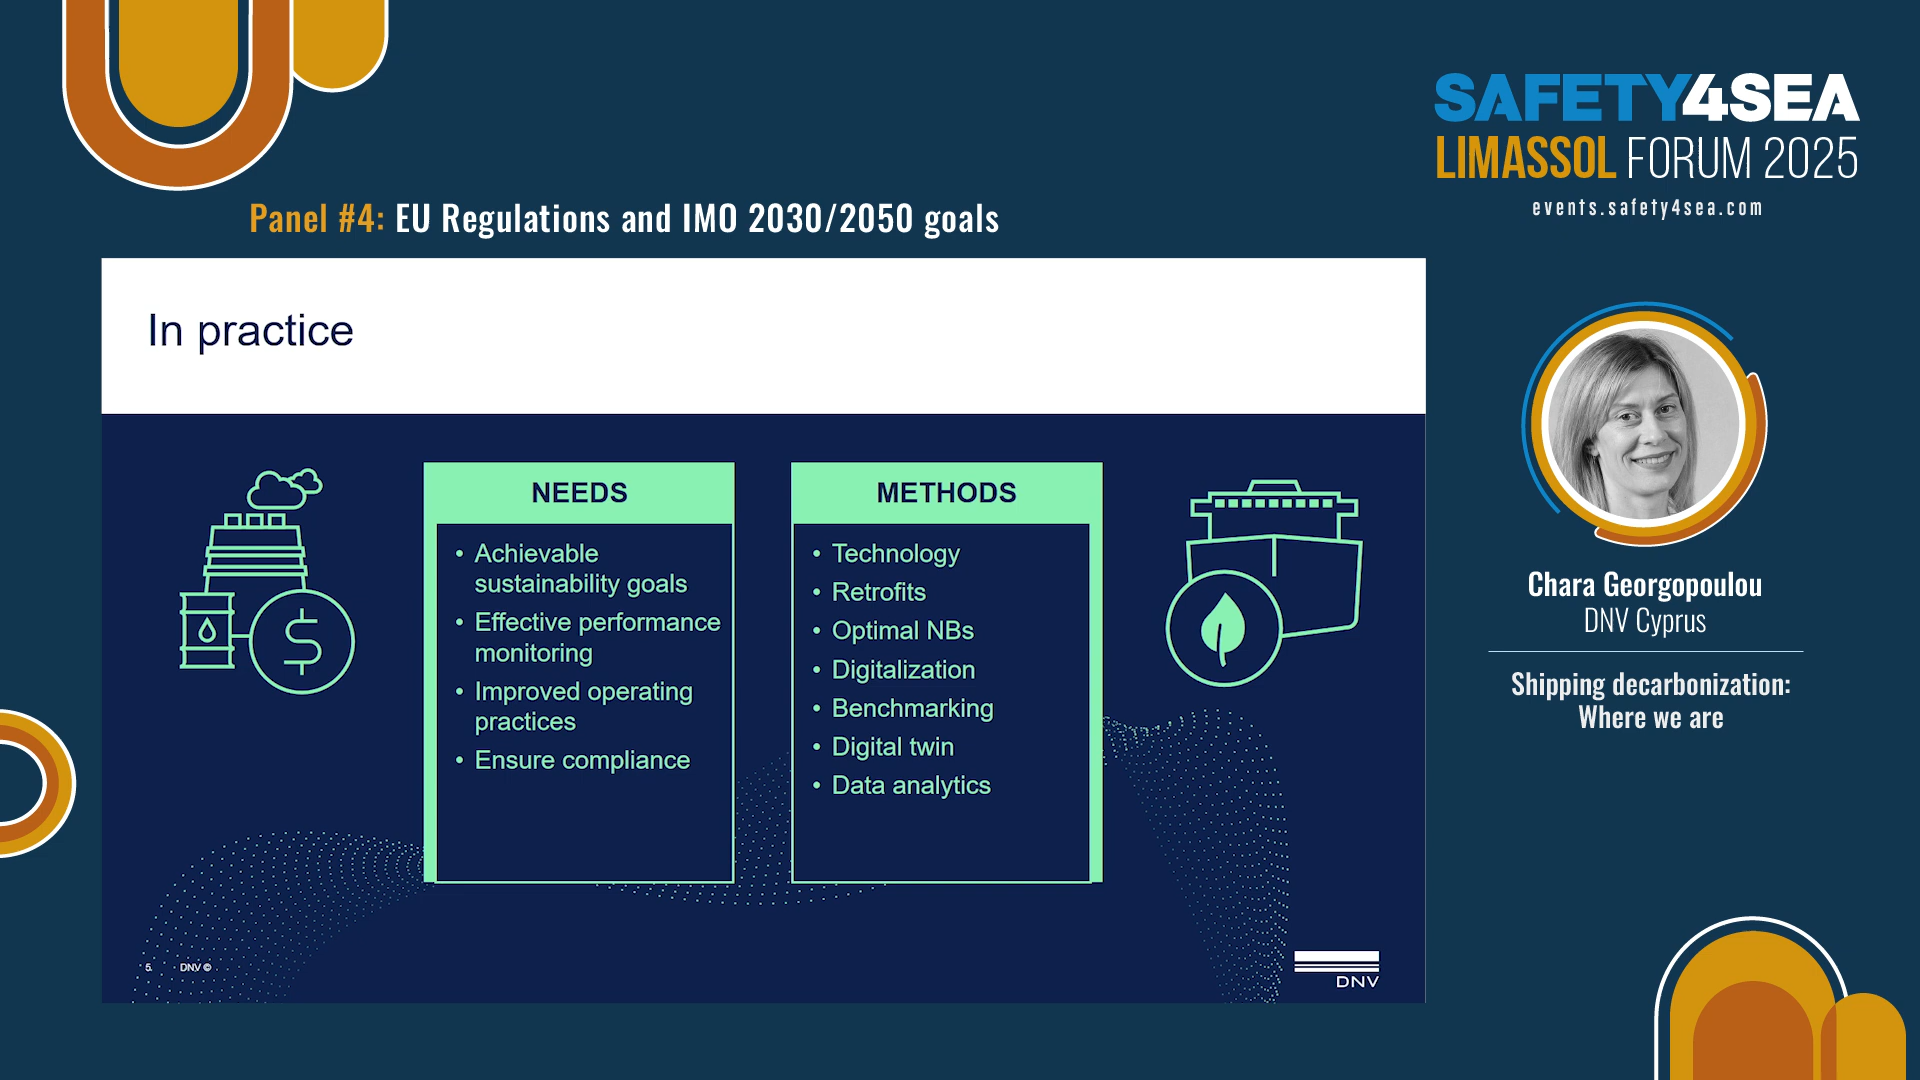 SAFETY4SEA
LIMASSOL FORUM 2025
events.safety4sea.com
Panel #4: EU Regulations and IMO 2030/2050 goals
In practice
NEEDS
• Achievable
sustainability goals
• Effective performance
monitoring
• Improved operating
practices
• Ensure compliance
METHODS
• Technology
• Retrofits
• Optimal NBs
• Digitalization
• Benchmarking
• Digital twin
• Data analytics
$
5
DNV ©
DNV
Chara Georgopoulou
DNV Cyprus
Shipping decarbonization:
Where we are